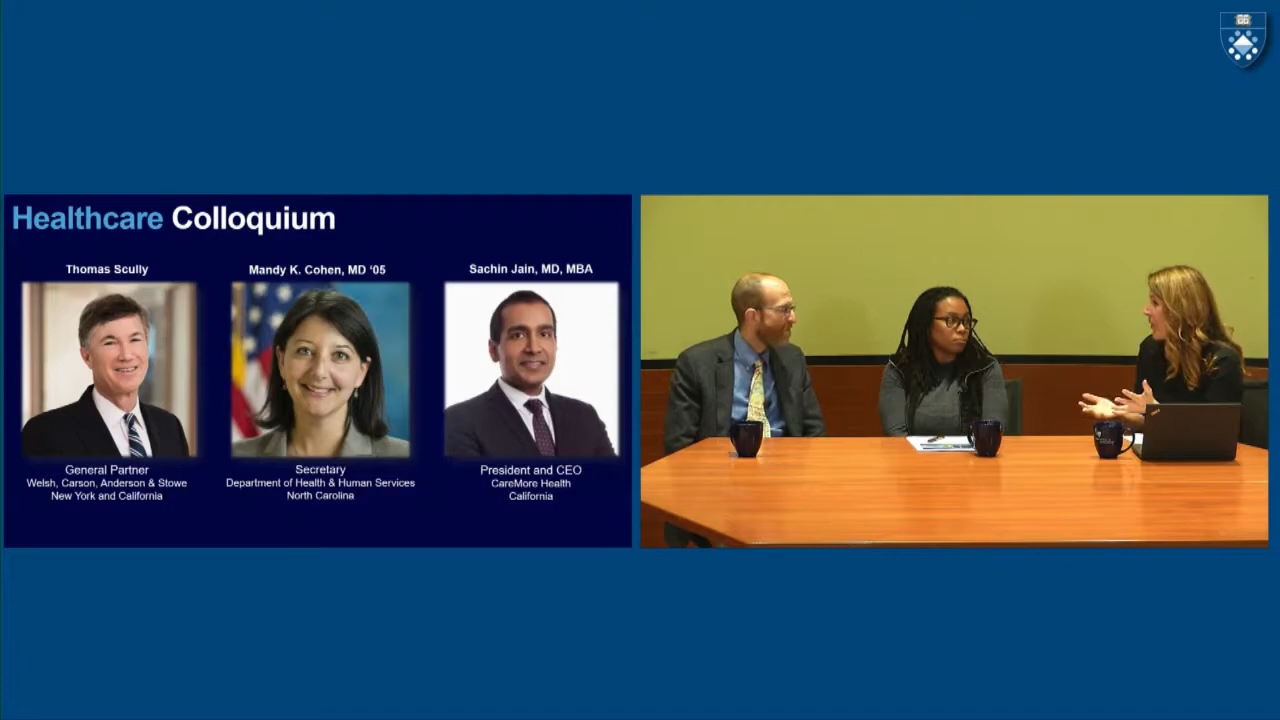 Healthcare Colloquium
Thomas Scully
General Partner
Welsh, Carson, Anderson & Stowe
New York and California
Mandy K. Cohen, MD '05
Secretary
Department of Health & Human Services
North Carolina
Sachin Jain, MD, MBA
President and CEO
CareMore Health
California